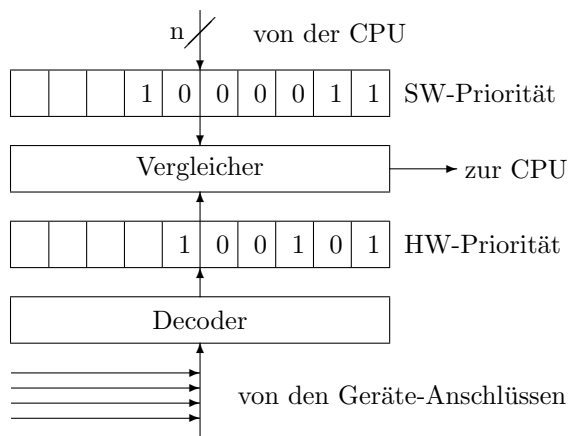 n von der CPU
1 0 0 0 0 1 1 SW-Priorität
Vergleicher zur CPU
1 0 0 1 0 1 HW-Priorität
Decoder
von den Geräte-Anschlüssen